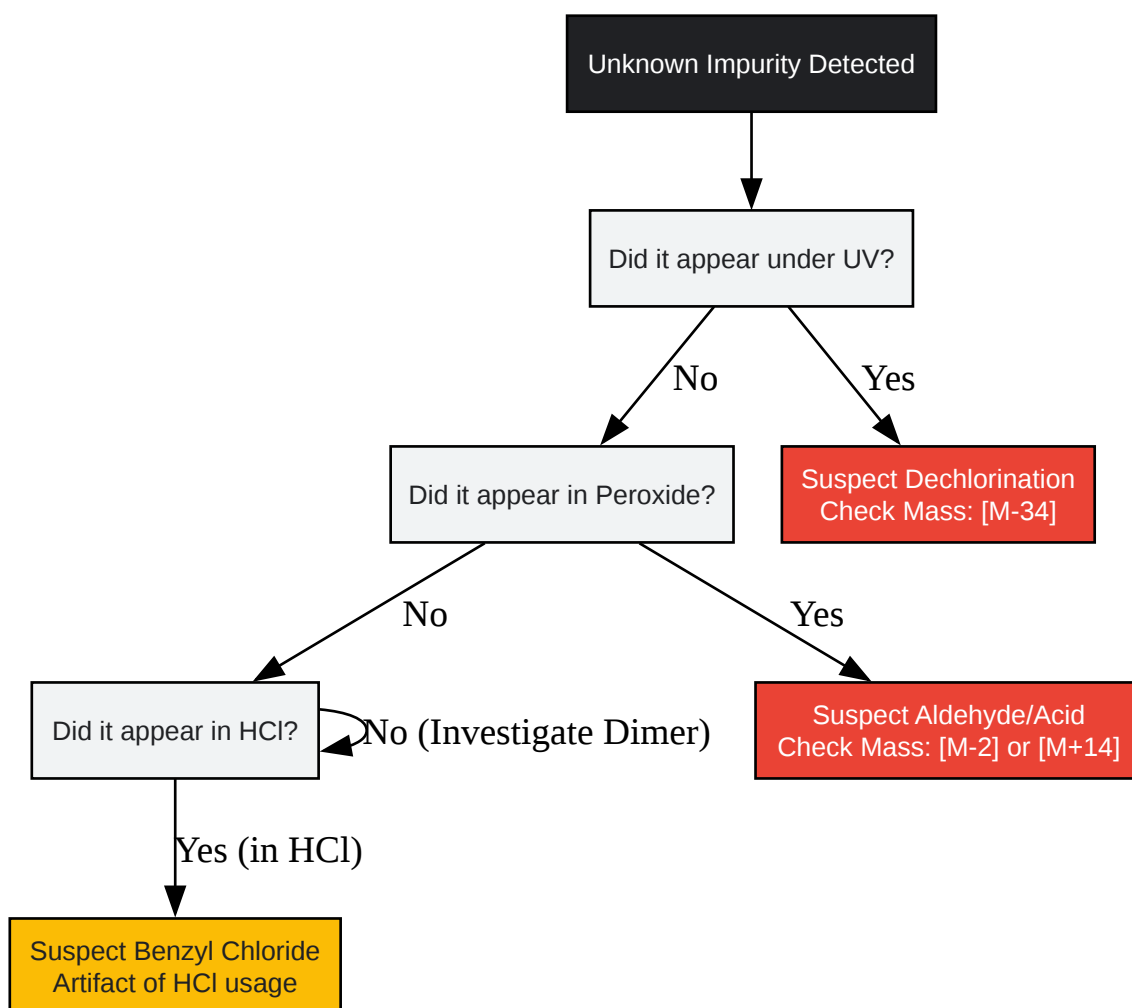 Unknown Impurity Detected
Did it appear under UV?
No
Yes
Did it appear in Peroxide?
Suspect Dechlorination
Check Mass: [M-34]
No
Yes
Did it appear in HCl?
No (Investigate Dimer)
Suspect Aldehyde/Acid
Check Mass: [M-2] or [M+14]
Yes (in HCl)
Suspect Benzyl Chloride
Artifact of HCl usage